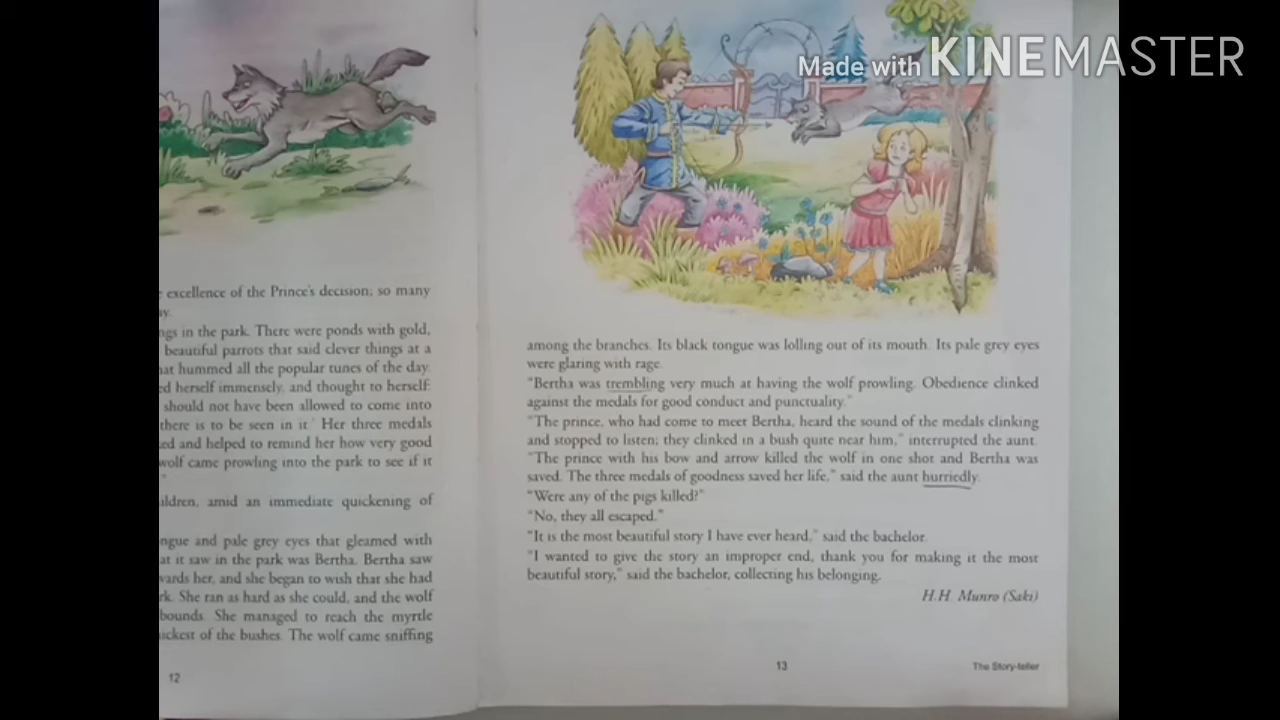 Made with KINEMASTER
excellence of the Prince's decision; so many
ngs in the park. There were ponds with gold,
beautiful parrots that said clever things at a
hat hummed all the popular tunes of the day.
ed herself immensely, and thought to herself:
should not have been allowed to come into
there is to be seen in it.' Her three medals
ed and helped to remind her how very good
wolf came prowling into the park to see if it
ildren, amid an immediate quickening of
ngue and pale grey eyes that gleamed with
at it saw in the park was Bertha. Bertha saw
wards her, and she began to wish that she had
rk. She ran as hard as she could, and the wolf
bounds. She managed to reach the myrtle
ickest of the bushes. The wolf came sniffing
12
among the branches. Its black tongue was lolling out of its mouth. Its pale grey eyes
were glaring with rage.
"Bertha was trembling very much at having the wolf prowling. Obedience clinked
against the medals for good conduct and punctuality."
"The prince, who had come to meet Bertha, heard the sound of the medals clinking
and stopped to listen; they clinked in a bush quite near him," interrupted the aunt.
"The prince with his bow and arrow killed the wolf in one shot and Bertha was
saved. The three medals of goodness saved her life," said the aunt hurriedly.
"Were any of the pigs killed?"
"No, they all escaped."
"It is the most beautiful story I have ever heard," said the bachelor.
"I wanted to give the story an improper end, thank you for making it the most
beautiful story," said the bachelor, collecting his belonging.
H.H. Munro (Saki)
13
The Story-teller